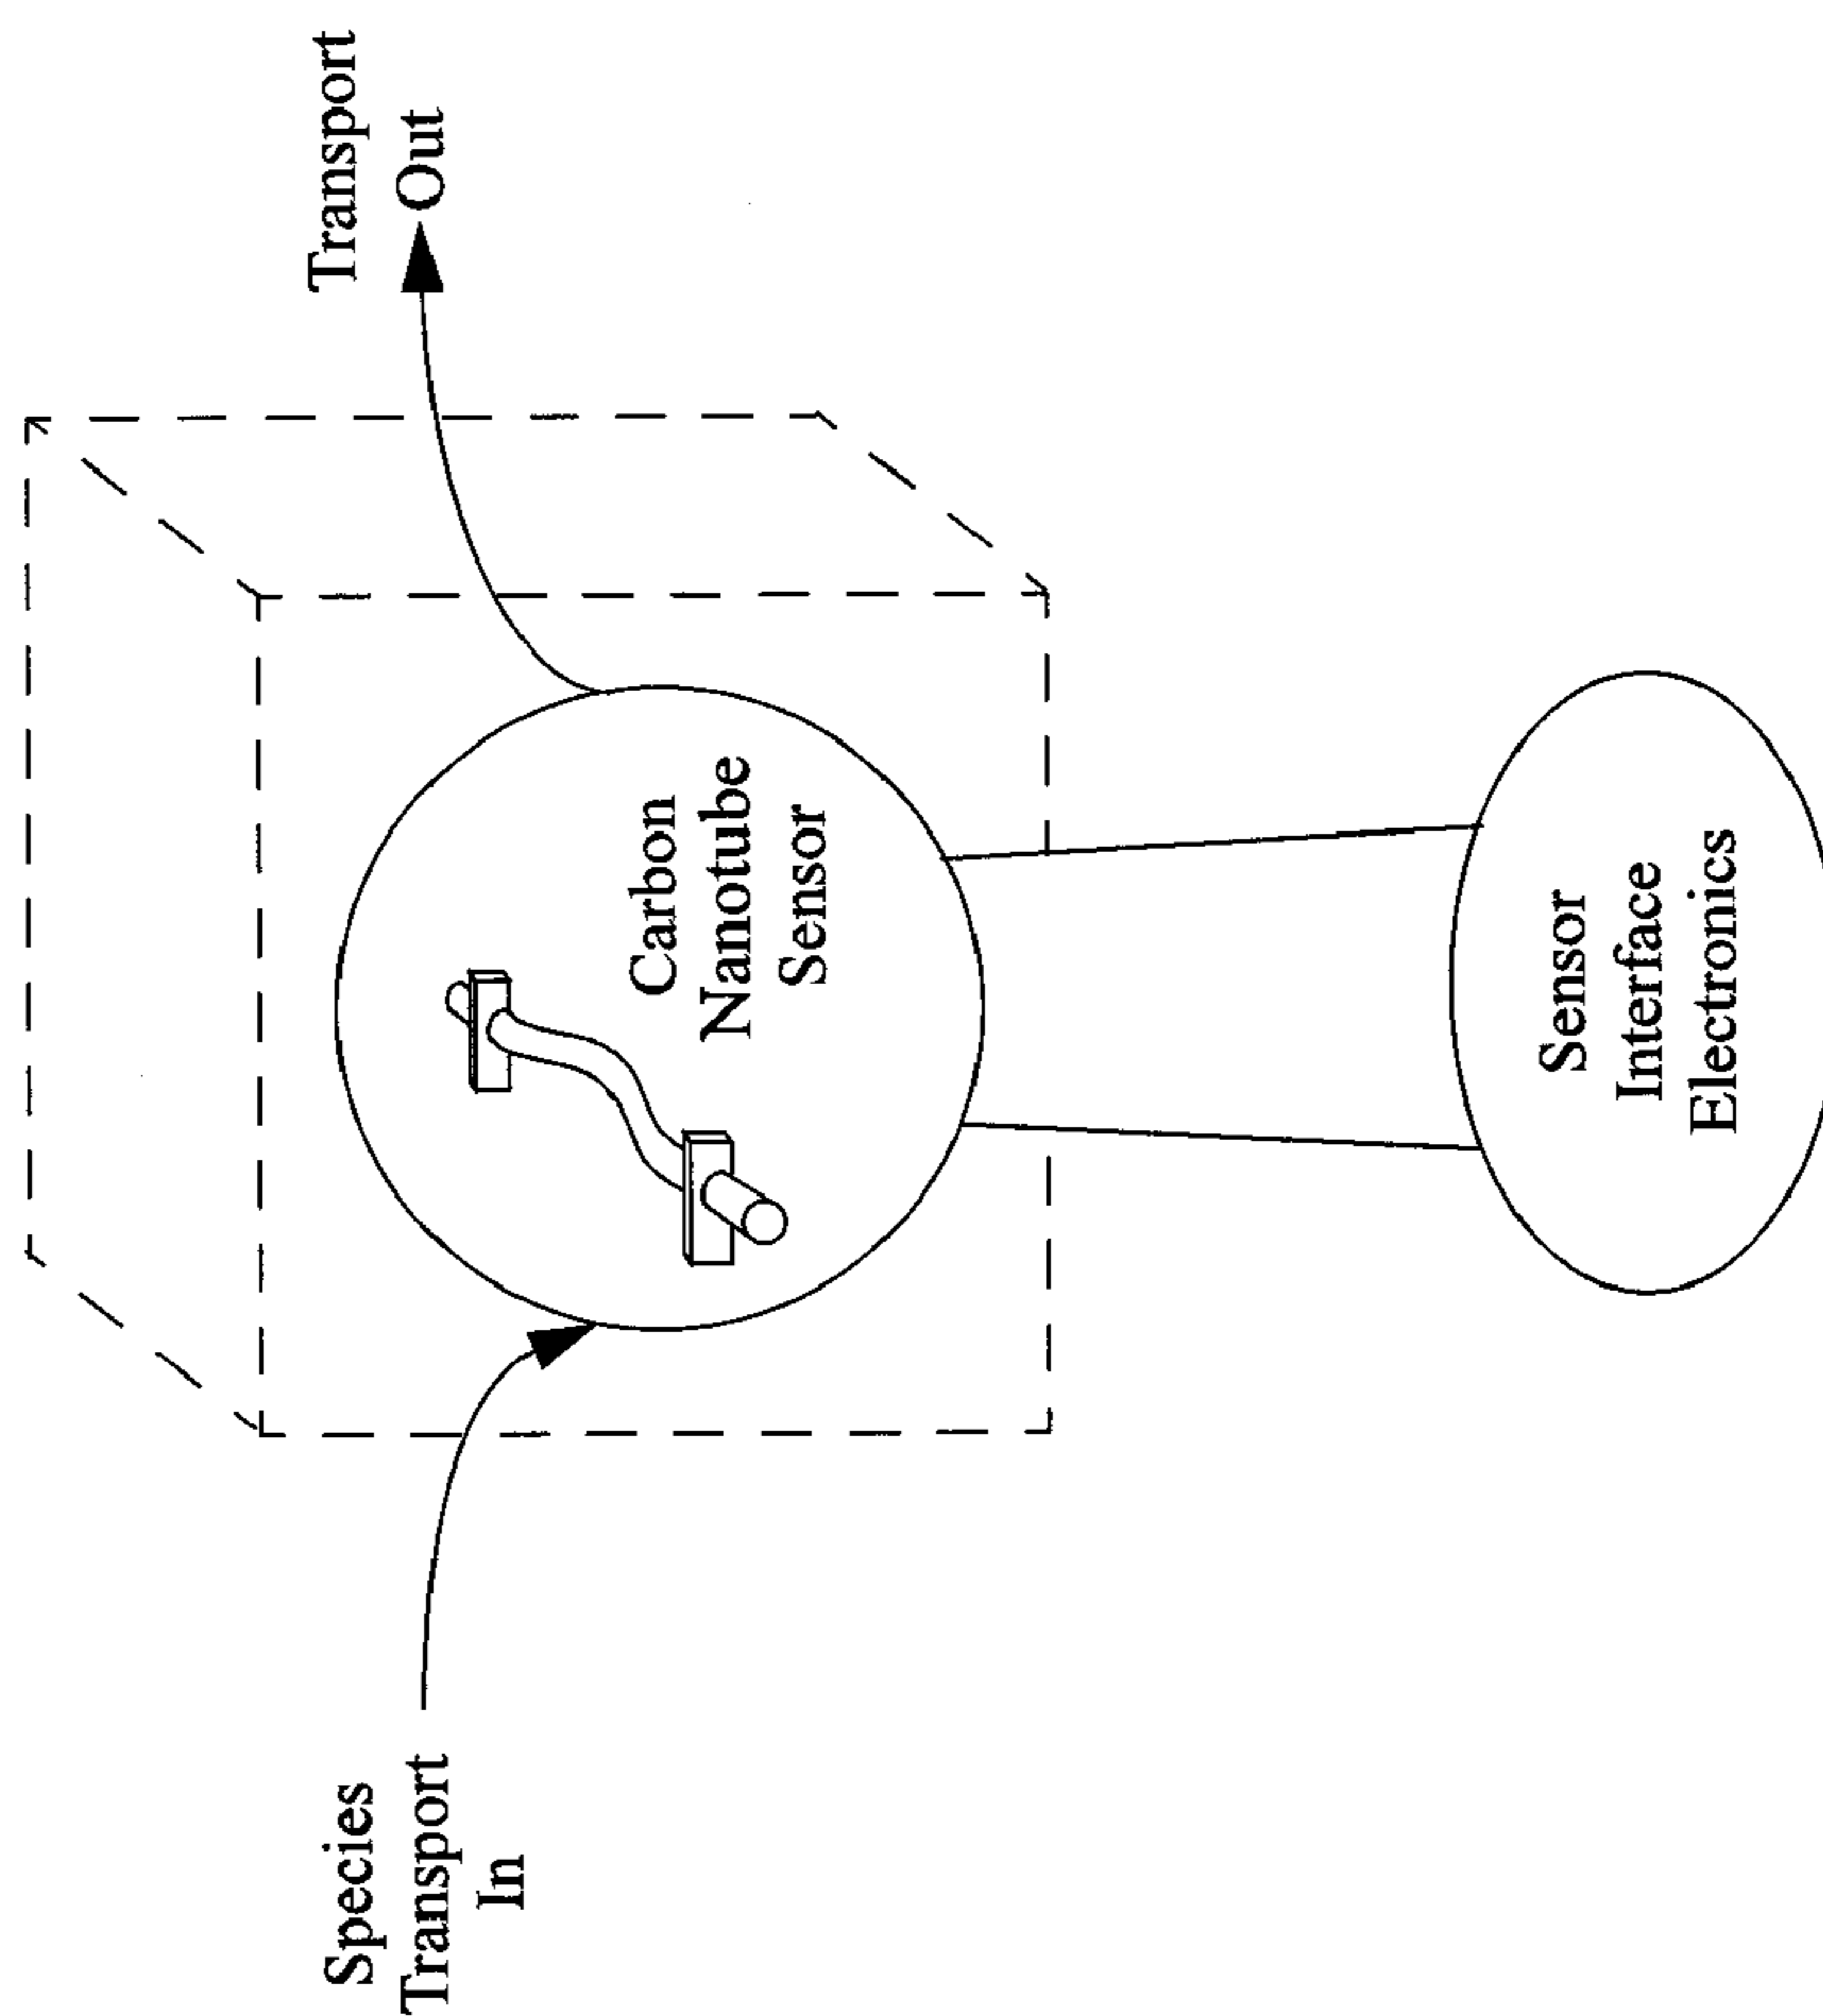 Species
Transport
In
Carbon
Nanotube
Sensor
Transport
Out
Sensor
Interface
Electronics